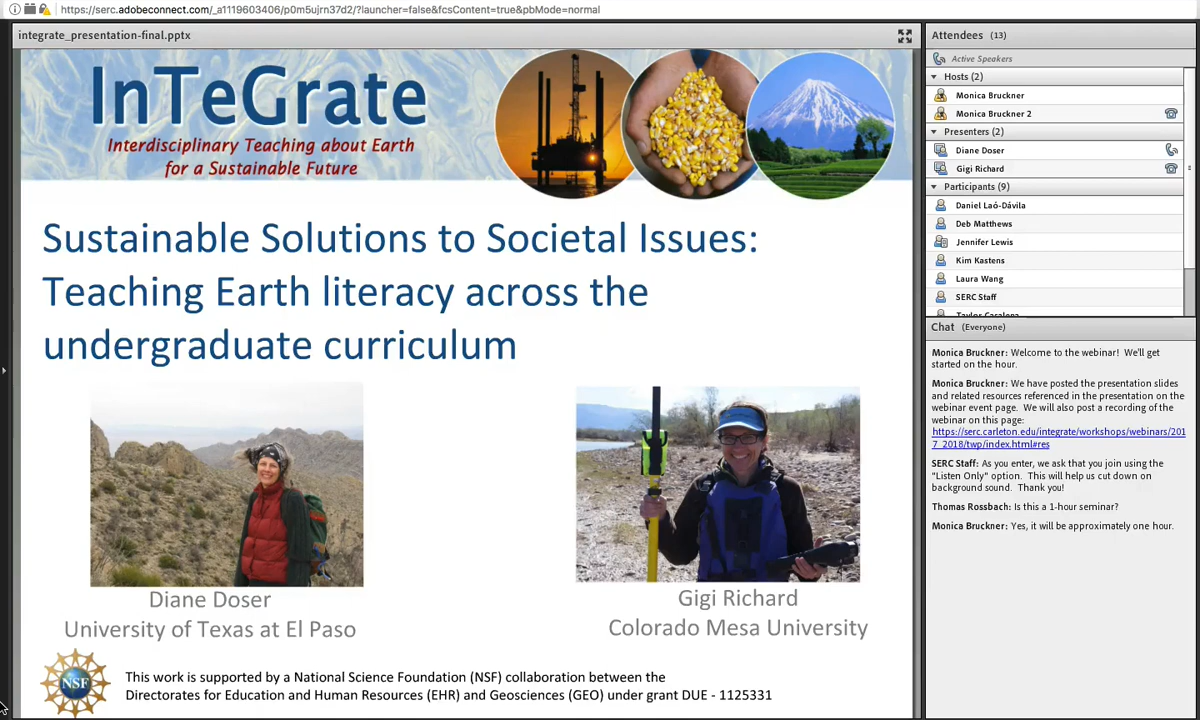 https://serc.adobeconnect.com/_a1119603406/p0m5ujrn37d2/?launcher=false&fcsContent=true&pbMode=normal
integrate_presentation-final.pptx
InTeGrate
Interdisciplinary Teaching about Earth
for a Sustainable Future
Sustainable Solutions to Societal Issues:
Teaching Earth literacy across the
undergraduate curriculum
Diane Doser
University of Texas at El Paso
Gigi Richard
Colorado Mesa University
NSF
This work is supported by a National Science Foundation (NSF) collaboration between the
Directorates for Education and Human Resources (EHR) and Geosciences (GEO) under grant DUE - 1125331
Attendees (13)
Active Speakers
Hosts (2)
Monica Bruckner
Monica Bruckner 2
Presenters (2)
Diane Doser
Gigi Richard
Participants (9)
Daniel Laó-Dávila
Deb Matthews
Jennifer Lewis
Kim Kastens
Laura Wang
SERC Staff
Chat (Everyone)
Monica Bruckner: Welcome to the webinar! We'll get
started on the hour.
Monica Bruckner: We have posted the presentation slides
and related resources referenced in the presentation on the
webinar event page. We will also post a recording of the
webinar on this page:
https://serc.carleton.edu/integrate/workshops/webinars/201
7_2018/twp/index.html#res
SERC Staff: As you enter, we ask that you join using the
"Listen Only" option. This will help us cut down on
background sound. Thank you!
Thomas Rossbach: Is this a 1-hour seminar?
Monica Bruckner: Yes, it will be approximately one hour.